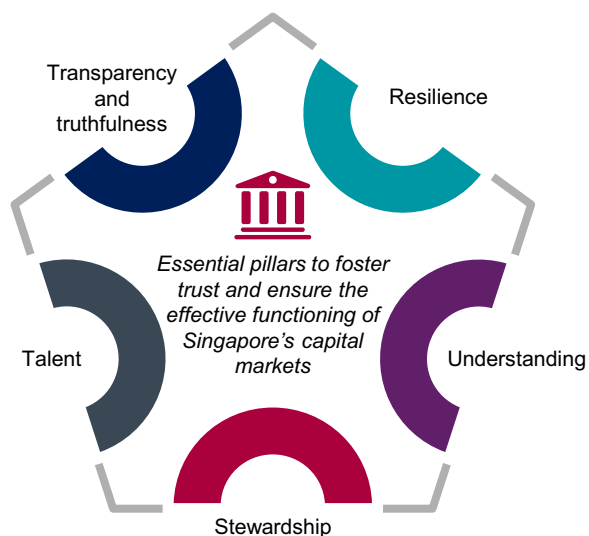 Transparency
and
truthfulness
Resilience
Essential pillars to foster
trust and ensure the
effective functioning of
Singapore's capital
markets
Talent
Understanding
Stewardship